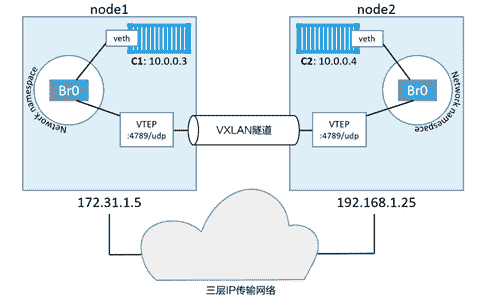 node1
node2
veth
veth
C1: 10.0.0.3
C2: 10.0.0.4
Br0
Br0
Network namespace
Network namespace
VTEP
:4789/udp
VXLAN隧道
VTEP
:4789/udp
172.31.1.5
192.168.1.25
三层IP传输网络